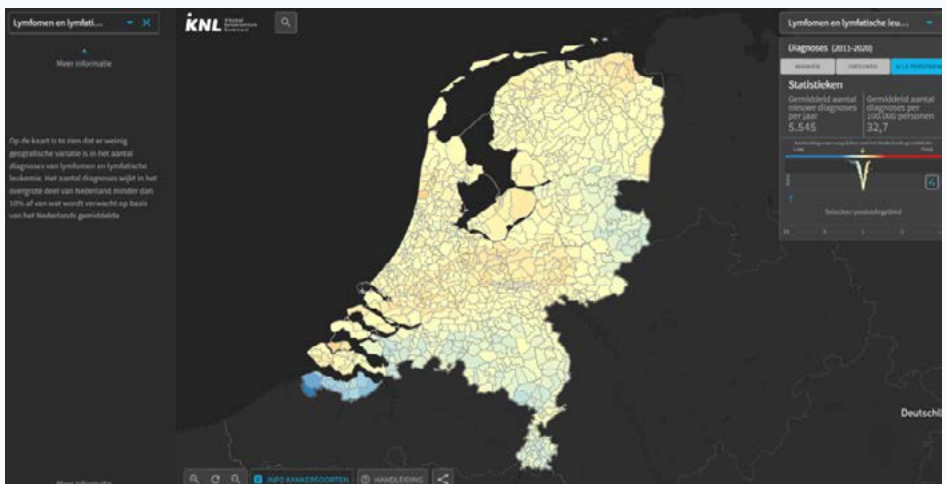 Lymfomen en lymfati...
Meer informatie
Op de kaart is te zien dat er weinig
geografische variatie is in het aantal
diagnoses van lymfomen en lymfatische
leukemie. Het aantal diagnoses wijkt in het
overgrote deel van Nederland minder dan
10% af van wat wordt verwacht op basis
van het Nederlands gemiddelde
Meer informatie
IKNL
INFO KANKERSOORTEN
HANDLEIDING
Lymfomen en lymfatische leu...
Diagnoses (2011-2020)
MANNEN VROUWEN ALLE PERSONEN
Statistieken
Gemiddeld aantal
nieuwe diagnoses
per jaar
5.545
Gemiddeld aantal
diagnoses per
100.000 personen
32,7
Laag Hoog
Selecteer postcodegebied
Deutschl